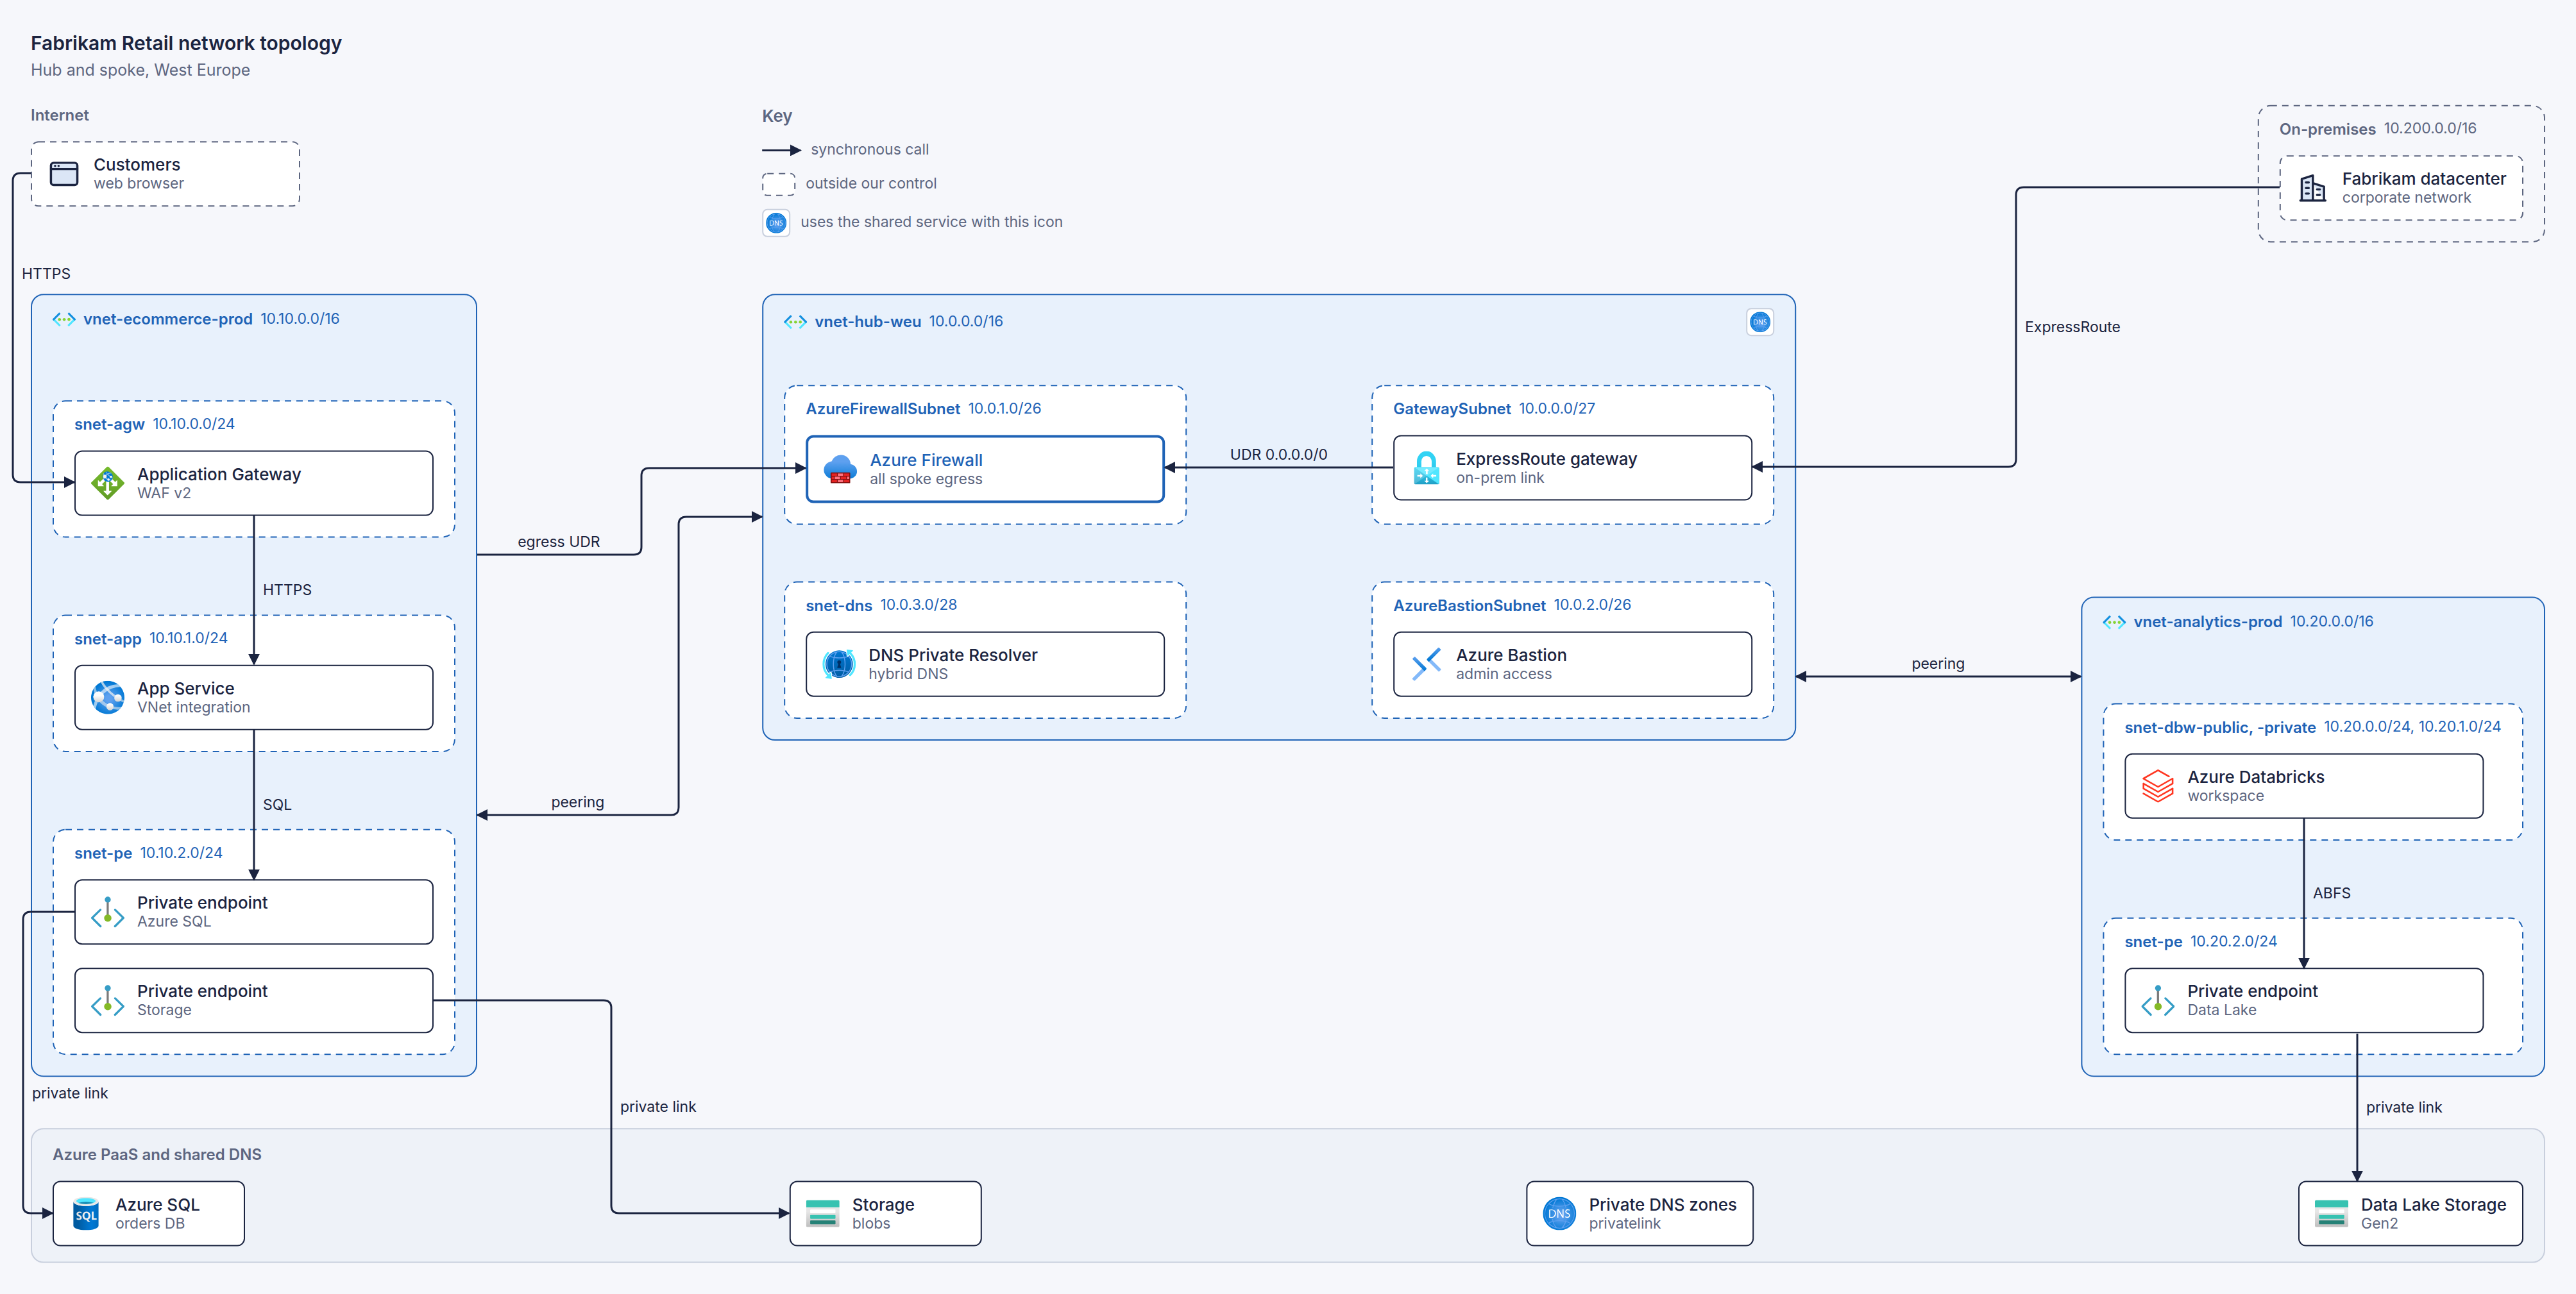 Fabrikam Retail network topology
Hub and spoke, West Europe
Internet
Customers
web browser
HTTPS
Key
synchronous call
outside our control
DNS
uses the shared service with this icon
On-premises 10.200.0.0/16
Fabrikam datacenter
corporate network
ExpressRoute
vnet-ecommerce-prod 10.10.0.0/16
snet-agw 10.10.0.0/24
Application Gateway
WAF v2
HTTPS
snet-app 10.10.1.0/24
App Service
VNet integration
SQL
snet-pe 10.10.2.0/24
Private endpoint
Azure SQL
Private endpoint
Storage
private link
egress UDR
peering
private link
vnet-hub-weu 10.0.0.0/16
DNS
AzureFirewallSubnet 10.0.1.0/26
Azure Firewall
all spoke egress
UDR 0.0.0.0/0
GatewaySubnet 10.0.0.0/27
ExpressRoute gateway
on-prem link
snet-dns 10.0.3.0/28
DNS Private Resolver
hybrid DNS
AzureBastionSubnet 10.0.2.0/26
Azure Bastion
admin access
peering
vnet-analytics-prod 10.20.0.0/16
snet-dbw-public, -private 10.20.0.0/24, 10.20.1.0/24
Azure Databricks
workspace
ABFS
snet-pe 10.20.2.0/24
Private endpoint
Data Lake
private link
Azure PaaS and shared DNS
SQL
Azure SQL
orders DB
Storage
blobs
DNS
Private DNS zones
privatelink
Data Lake Storage
Gen2